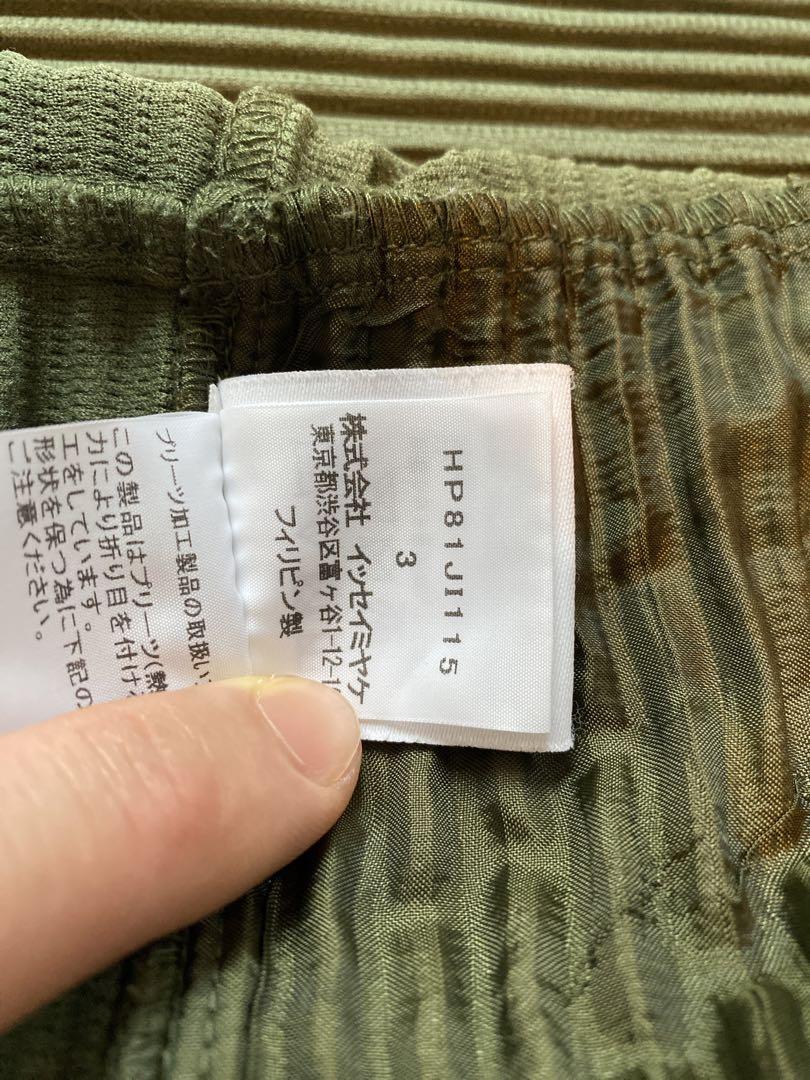 HP81JI115
3
株式会社 イッセイミヤケ
東京都渋谷区富ヶ谷1-12-1
フィリピン製
プリーツ加工製品の取扱い
この製品はプリーツ(熱
力により折り目を付ける
工をしています。
形状を保つ為に下記の
ご注意ください。